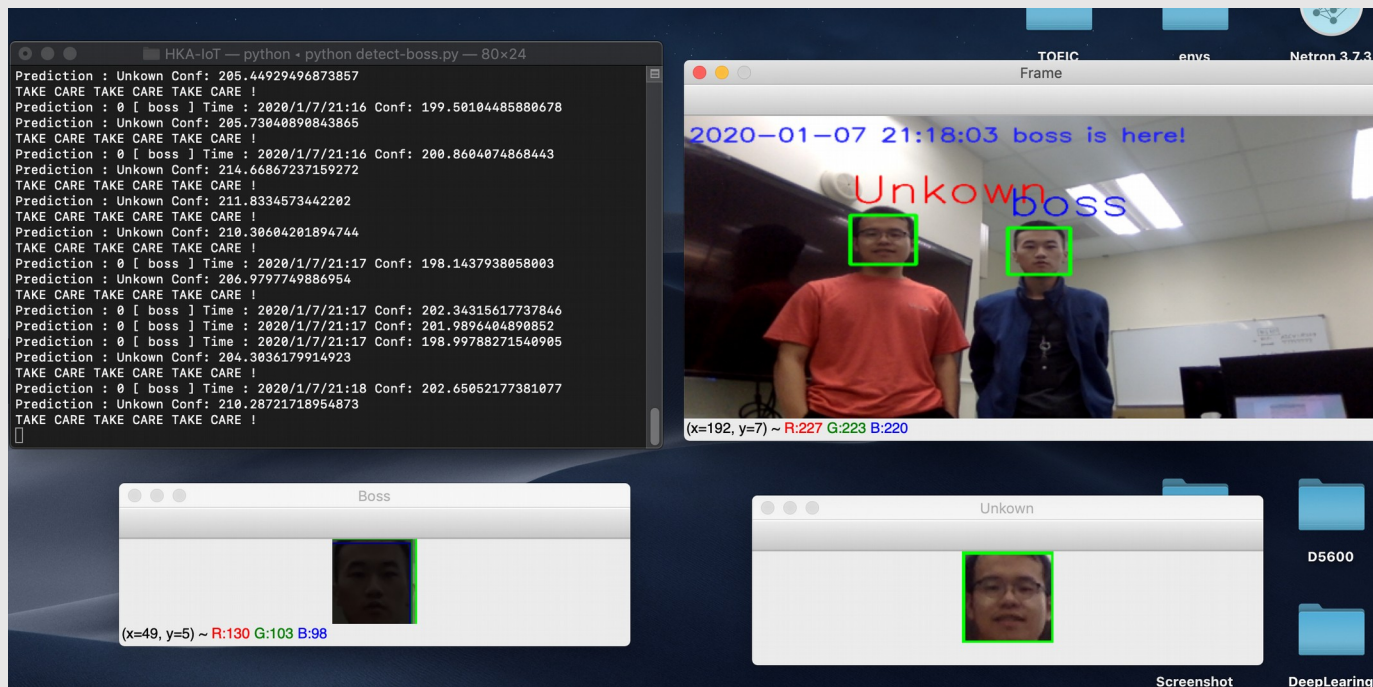 HKA-IoT — python ◂ python detect-boss.py — 80×24
Prediction : Unkown Conf: 205.44929496873857
TAKE CARE TAKE CARE TAKE CARE !
Prediction : 0 [ boss ] Time : 2020/1/7/21:16 Conf: 199.50104485880678
Prediction : Unkown Conf: 205.73040890843865
TAKE CARE TAKE CARE TAKE CARE !
Prediction : 0 [ boss ] Time : 2020/1/7/21:16 Conf: 200.8604074868443
Prediction : Unkown Conf: 214.66867237159272
TAKE CARE TAKE CARE TAKE CARE !
Prediction : Unkown Conf: 211.8334573442202
TAKE CARE TAKE CARE TAKE CARE !
Prediction : Unkown Conf: 210.30604201894744
TAKE CARE TAKE CARE TAKE CARE !
Prediction : 0 [ boss ] Time : 2020/1/7/21:17 Conf: 198.1437938058003
Prediction : Unkown Conf: 206.9797749886954
TAKE CARE TAKE CARE TAKE CARE !
Prediction : 0 [ boss ] Time : 2020/1/7/21:17 Conf: 202.34315617737846
Prediction : 0 [ boss ] Time : 2020/1/7/21:17 Conf: 201.9896404890852
Prediction : 0 [ boss ] Time : 2020/1/7/21:17 Conf: 198.99788271540905
Prediction : Unkown Conf: 204.3036179914923
TAKE CARE TAKE CARE TAKE CARE !
Prediction : 0 [ boss ] Time : 2020/1/7/21:18 Conf: 202.65052177381077
Prediction : Unkown Conf: 210.28721718954873
TAKE CARE TAKE CARE TAKE CARE !
TOEIC
envs
Netron 3.7.3
Frame
2020-01-07 21:18:03 boss is here!
Unkown
boss
(x=192, y=7) ~ R:227 G:223 B:220
Boss
(x=49, y=5) ~ R:130 G:103 B:98
Unkown
D5600
Screenshot
DeepLearing